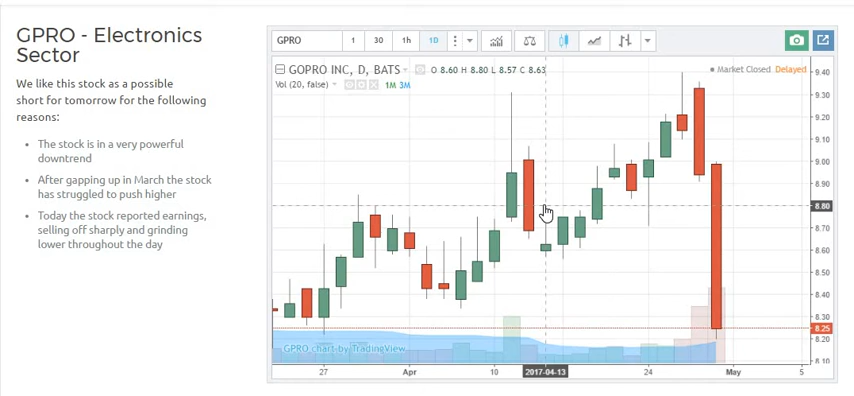 GPRO - Electronics
Sector
We like this stock as a possible
short for tomorrow for the following
reasons:
The stock is in a very powerful
downtrend
After gapping up in March the stock
has struggled to push higher
Today the stock reported earnings,
selling off sharply and grinding
lower throughout the day
GPRO 1 30 1h 1D
GOPRO INC, D, BATS O 8.60 H 8.80 L 8.57 C 8.63
Market Closed Delayed
Vol (20, false) 1M 3M
9.40
9.30
9.20
9.10
9.00
8.90
8.80
8.70
8.60
8.50
8.40
8.30
8.25
8.10
GPRO chart by TradingView
27 Apr 10 2017-04-13 24 May 5